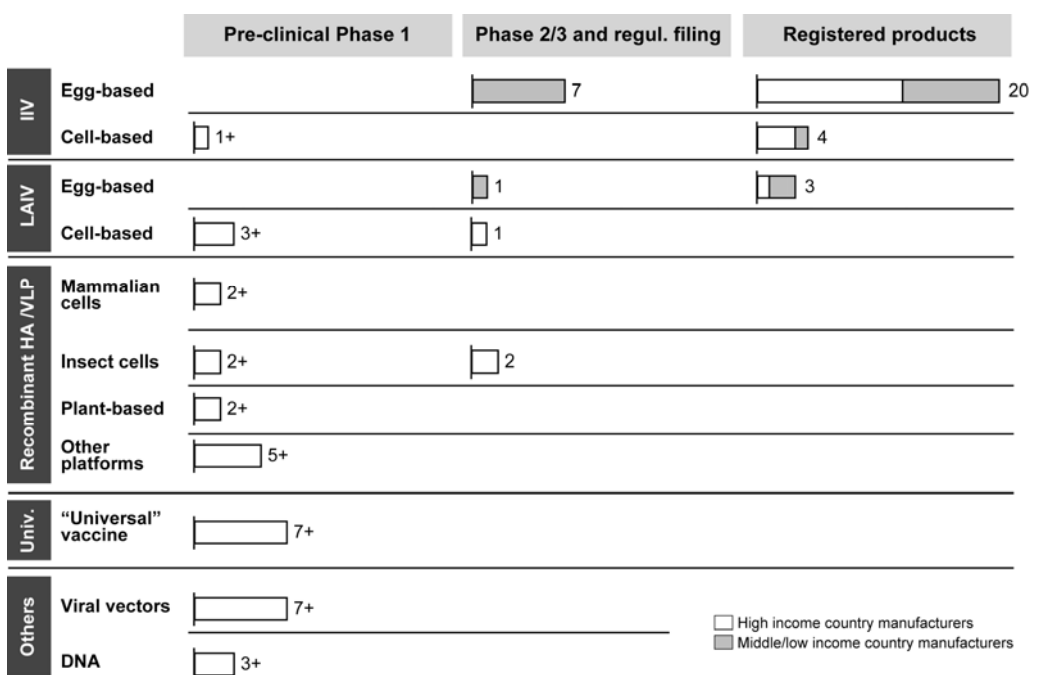 Pre-clinical Phase 1
Phase 2/3 and regul. filing
Registered products
IIV
Egg-based
7
20
Cell-based
1+
4
LAIV
Egg-based
1
3
Cell-based
3+
1
Recombinant HA /VLP
Mammalian
cells
2+
Insect cells
2+
2
Plant-based
2+
Other
platforms
5+
Univ.
“Universal”
vaccine
7+
Others
Viral vectors
7+
DNA
3+
High income country manufacturers
Middle/low income country manufacturers